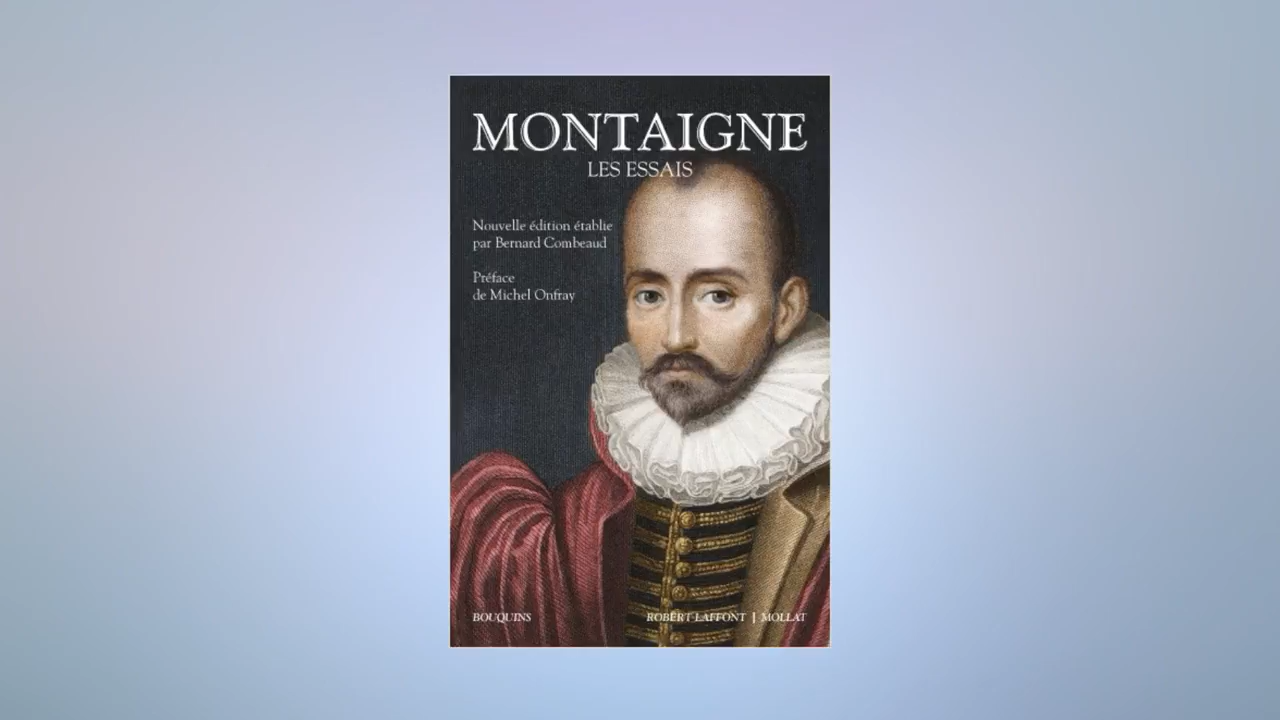 MONTAIGNE
LES ESSAIS
Nouvelle édition établie
par Bernard Combeaud
Préface
de Michel Onfray
BOUQUINS
ROBERT LAFFONT | MOLLAT